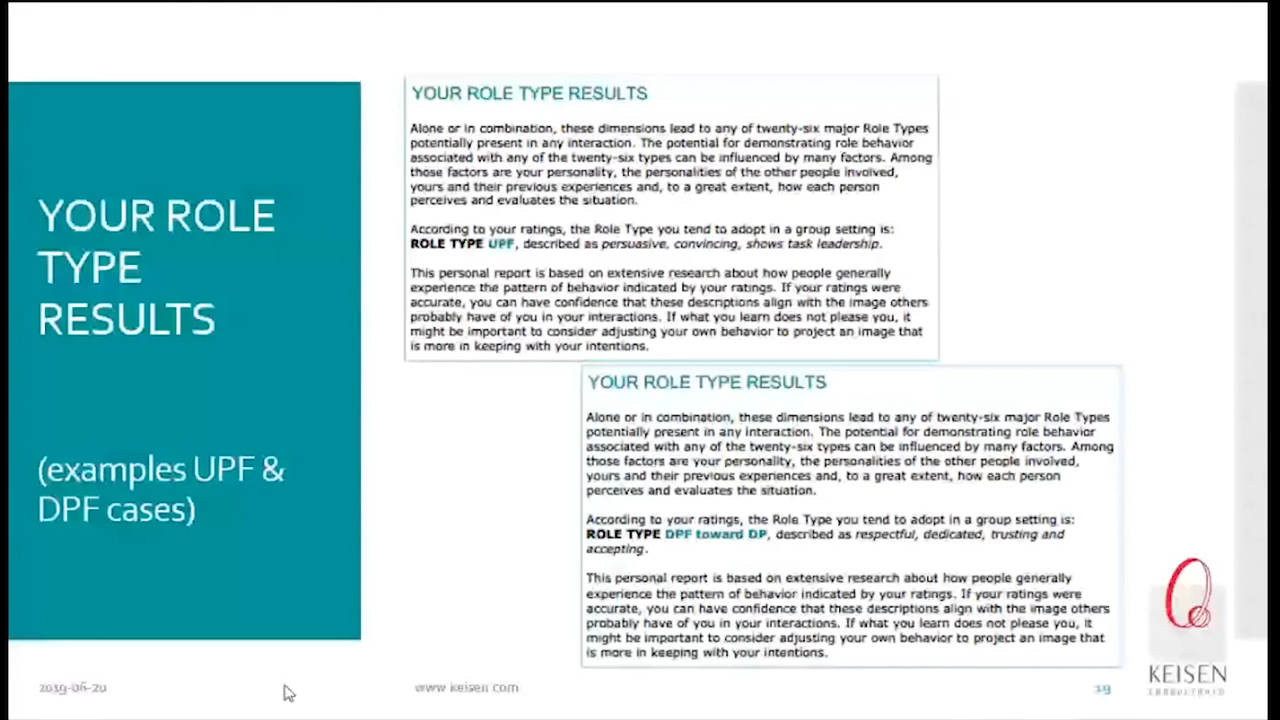 YOUR ROLE
TYPE
RESULTS
(examples UPF &
DPF cases)
YOUR ROLE TYPE RESULTS
Alone or in combination, these dimensions lead to any of twenty-six major Role Types
potentially present in any interaction. The potential for demonstrating role behavior
associated with any of the twenty-six types can be influenced by many factors. Among
those factors are your personality, the personalities of the other people involved,
yours and their previous experiences and, to a great extent, how each person
perceives and evaluates the situation.
According to your ratings, the Role Type you tend to adopt in a group setting is:
ROLE TYPE UPF, described as persuasive, convincing, shows task leadership.
This personal report is based on extensive research about how people generally
experience the pattern of behavior indicated by your ratings. If your ratings were
accurate, you can have confidence that these descriptions align with the image others
probably have of you in your interactions. If what you learn does not please you, it
might be important to consider adjusting your own behavior to project an image that
is more in keeping with your intentions.
YOUR ROLE TYPE RESULTS
Alone or in combination, these dimensions lead to any of twenty-six major Role Types
potentially present in any interaction. The potential for demonstrating role behavior
associated with any of the twenty-six types can be influenced by many factors. Among
those factors are your personality, the personalities of the other people involved,
yours and their previous experiences and, to a great extent, how each person
perceives and evaluates the situation.
According to your ratings, the Role Type you tend to adopt in a group setting is:
ROLE TYPE DPF toward DP, described as respectful, dedicated, trusting and
accepting.
This personal report is based on extensive research about how people generally
experience the pattern of behavior indicated by your ratings. If your ratings were
accurate, you can have confidence that these descriptions align with the image others
probably have of you in your interactions. If what you learn does not please you, it
might be important to consider adjusting your own behavior to project an image that
is more in keeping with your intentions.
2019-06-20
www keisen com
19
KEISEN